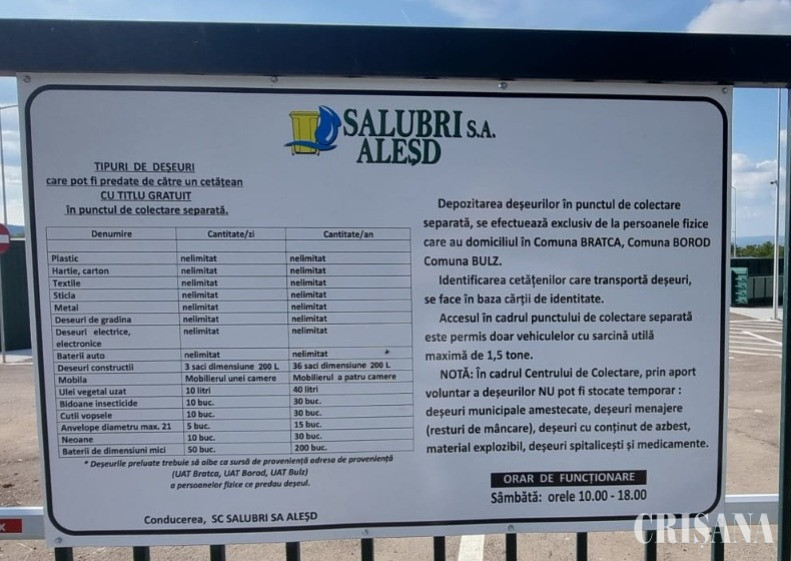 SALUBRI S.A.
ALEȘD
TIPURI DE DEȘEURI
care pot fi predate de către un cetățean
CU TITLU GRATUIT
în punctul de colectare separată.
Denumire Cantitate/zi Cantitate/an
Plastic nelimitat nelimitat
Hartie, carton nelimitat nelimitat
Textile nelimitat nelimitat
Sticla nelimitat nelimitat
Metal nelimitat nelimitat
Deseuri de gradina nelimitat nelimitat
Deseuri electrice, nelimitat nelimitat
electronice
Baterii auto nelimitat nelimitat *
Deseuri constructii 3 saci dimensiune 200 L 36 saci dimensiune 200 L
Mobila Mobilierul unei camere Mobilierul a patru camere
Ulei vegetal uzat 10 litri 40 litri
Bidoane insecticide 10 buc. 30 buc.
Cutii vopsele 10 buc. 30 buc.
Anvelope diametru max. 21 5 buc. 15 buc.
Neoane 10 buc. 30 buc.
Baterii de dimensiuni mici 50 buc. 200 buc.
* Deșeurile preluate trebuie să aibe ca sursă de proveniență adresa de proveniență
(UAT Bratca, UAT Borod, UAT Bulz)
a persoanelor fizice ce predau deșeul.
Conducerea, SC SALUBRI SA ALEȘD
Depozitarea deșeurilor în punctul de colectare
separată, se efectuează exclusiv de la persoanele fizice
care au domiciliul în Comuna BRATCA, Comuna BOROD
Comuna BULZ.
Identificarea cetățenilor care transportă deșeuri,
se face în baza cărții de identitate.
Accesul în cadrul punctului de colectare separată
este permis doar vehiculelor cu sarcină utilă
maximă de 1,5 tone.
NOTĂ: În cadrul Centrului de Colectare, prin aport
voluntar a deșeurilor NU pot fi stocate temporar :
deșeuri municipale amestecate, deșeuri menajere
(resturi de mâncare), deșeuri cu conținut de azbest,
material explozibil, deșeuri spitalicești și medicamente.
ORAR DE FUNCȚIONARE
Sâmbătă: orele 10.00 - 18.00
CRIȘANA